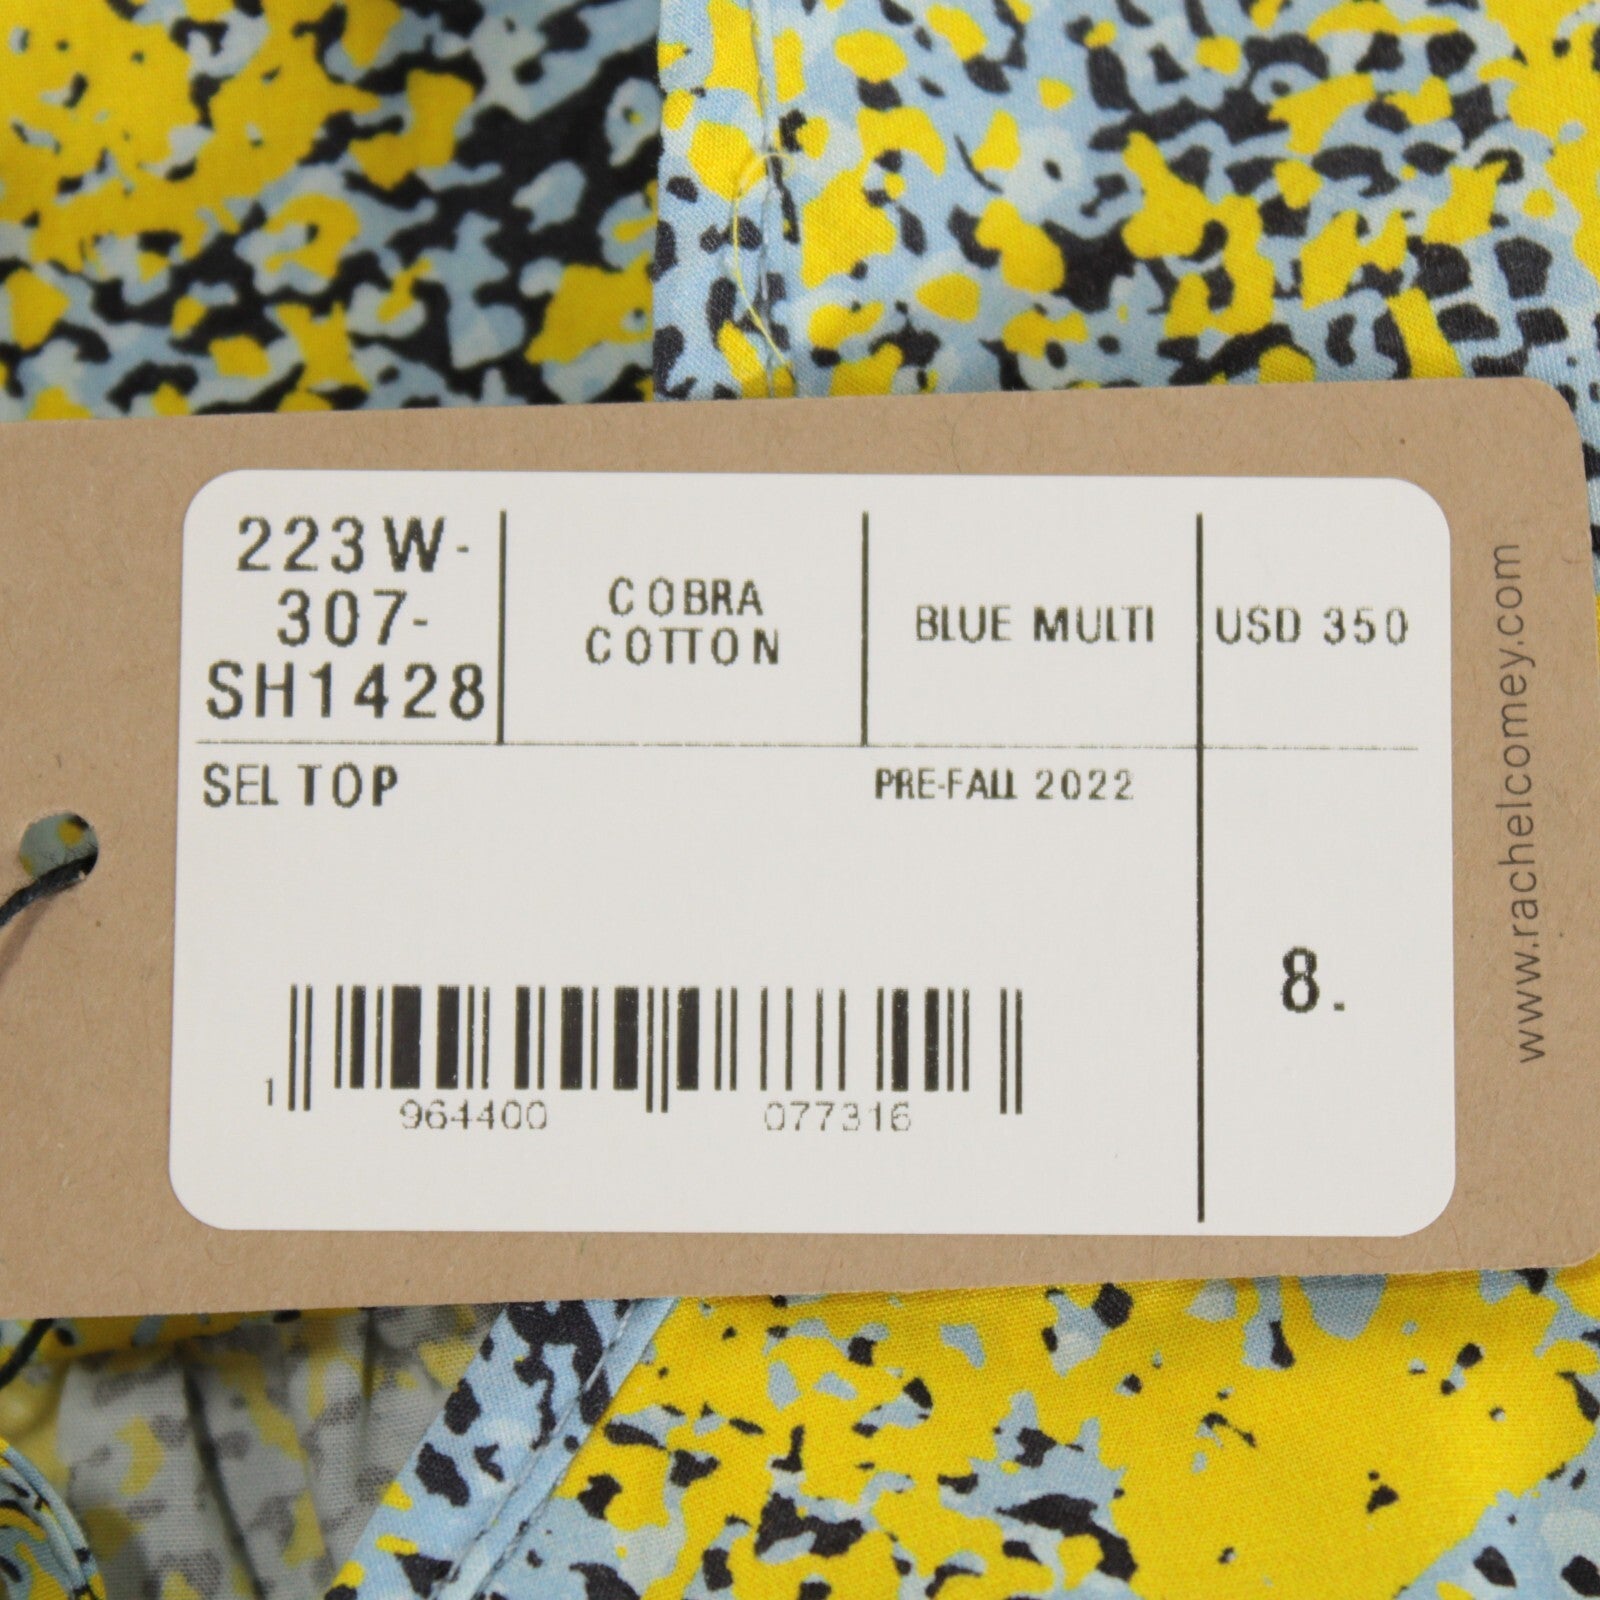 223W-
307-
SH1428
COBRA
COTTON
BLUE MULTI
USD 350
SEL TOP
PRE-FALL 2022
8.
1 964400 077316
www.rachelcomey.com